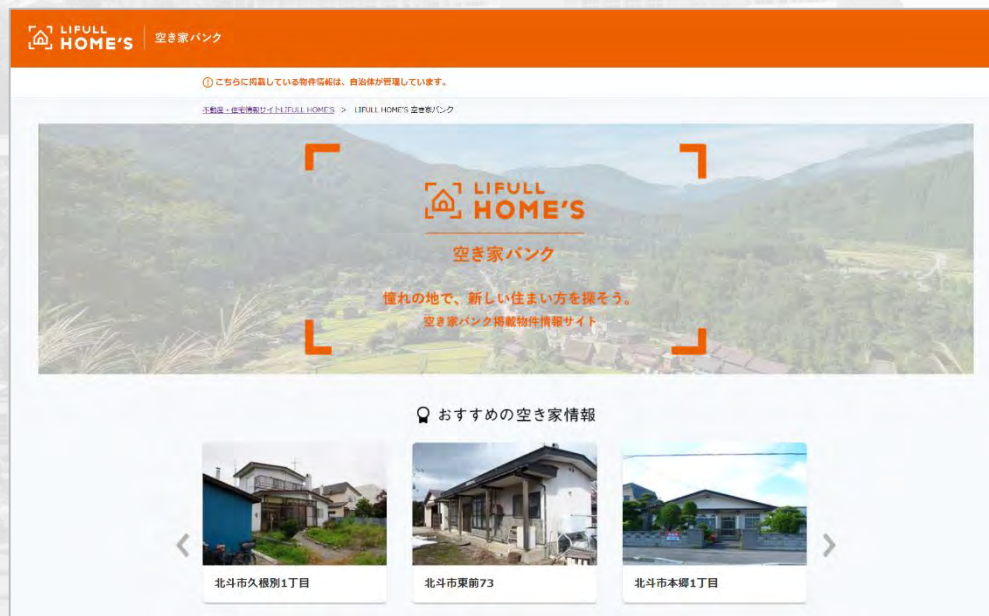 LIFULL
HOME'S
空き家バンク
こちらに掲載している物件情報は、自治体が管理しています。
不動産・住宅情報サイトLIFULL HOME'S > LIFULL HOME'S 空き家バンク
LIFULL
HOME'S
空き家バンク
憧れの地で、新しい住まい方を探そう。
空き家バンク掲載物件情報サイト
おすすめの空き家情報
北斗市久根別1丁目
北斗市東前73
北斗市本郷1丁目